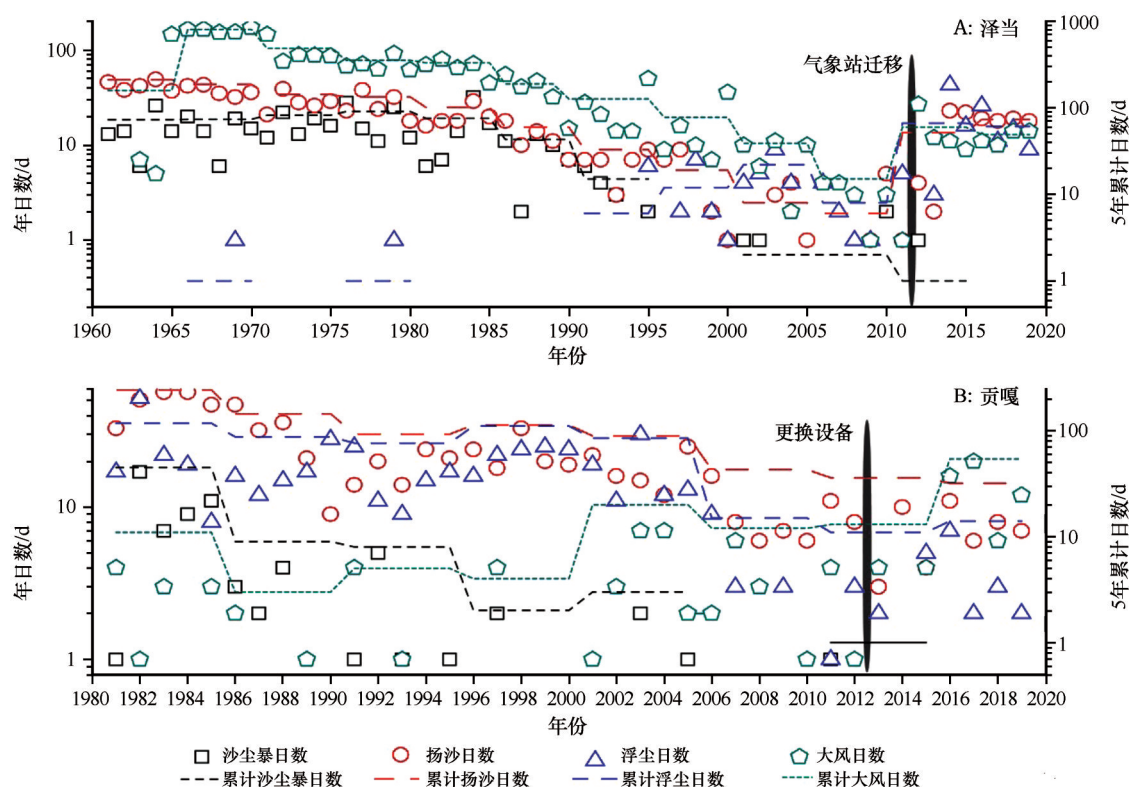 A: 泽当
气象站迁移
年日数/d
5年累计日数/d
100
10
1
1000
100
10
1
1960 1965 1970 1975 1980 1985 1990 1995 2000 2005 2010 2015 2020
年份
B: 贡嘎
更换设备
年日数/d
5年累计日数/d
10
1
100
10
1
1980 1982 1984 1986 1988 1990 1992 1994 1996 1998 2000 2002 2004 2006 2008 2010 2012 2014 2016 2018 2020
年份
沙尘暴日数 扬沙日数 浮尘日数 大风日数
累计沙尘暴日数 累计扬沙日数 累计浮尘日数 累计大风日数